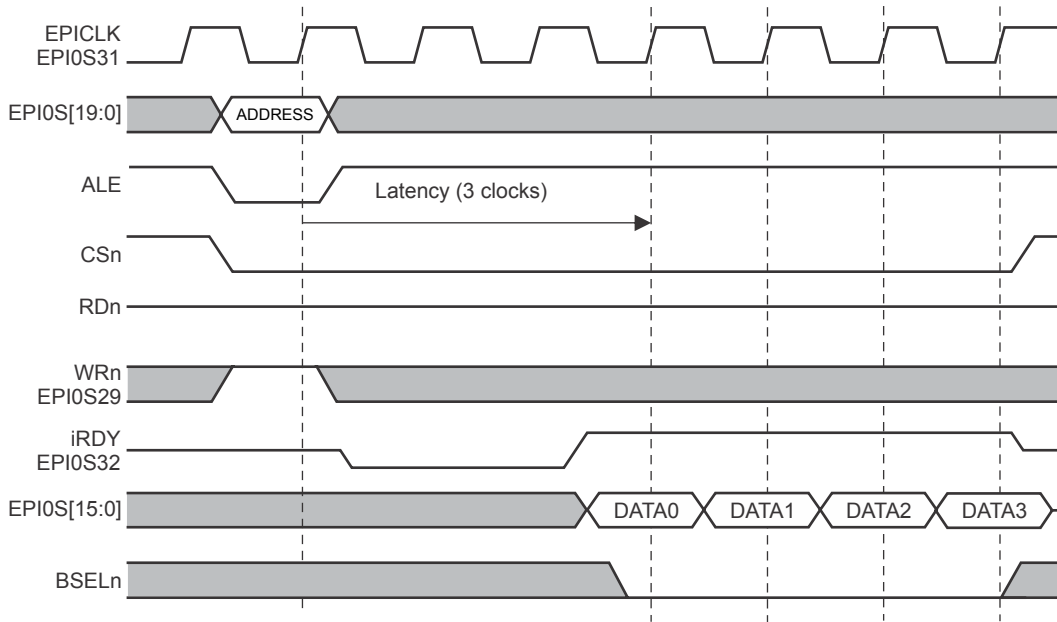 EPICLK
EPI0S31
EPI0S[19:0]
ADDRESS
ALE
Latency (3 clocks)
CSn
RDn
WRn
EPI0S29
iRDY
EPI0S32
EPI0S[15:0]
DATA0 DATA1 DATA2 DATA3
BSELn